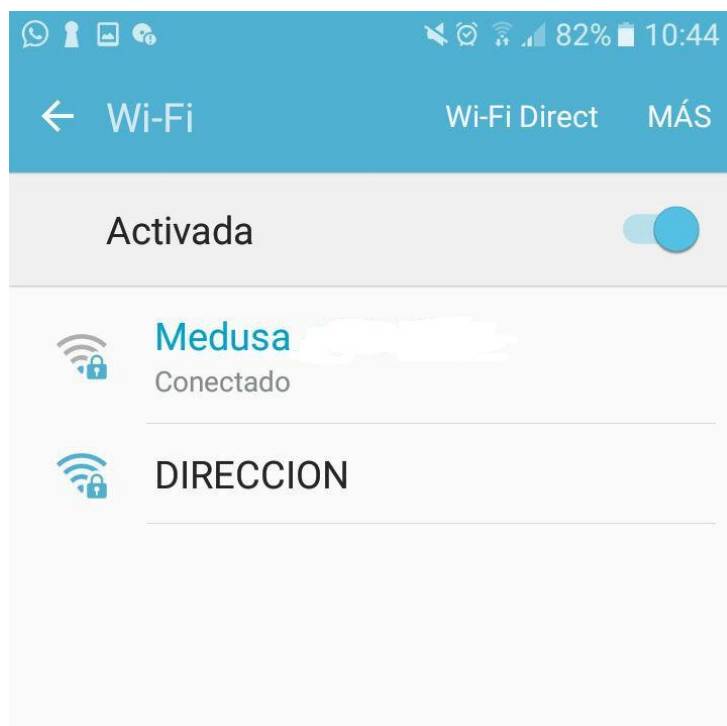 82% 10:44
Wi-Fi Wi-Fi Direct MÁS
Activada
Medusa
Conectado
DIRECCION